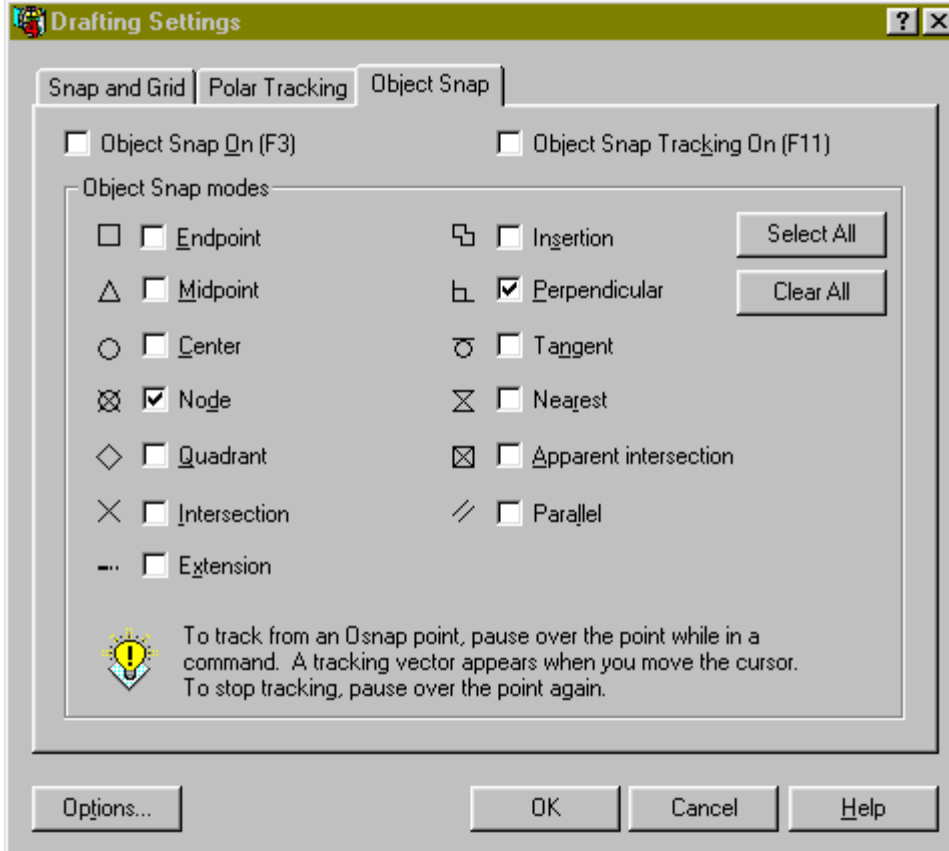 Drafting Settings
Snap and Grid
Polar Tracking
Object Snap
Object Snap On (F3)
Object Snap Tracking On (F11)
Object Snap modes
Endpoint
Midpoint
Center
Node
Quadrant
Intersection
Extension
Insertion
Perpendicular
Tangent
Nearest
Apparent intersection
Parallel
Select All
Clear All
To track from an Osnap point, pause over the point while in a
command. A tracking vector appears when you move the cursor.
To stop tracking, pause over the point again.
Options...
OK
Cancel
Help